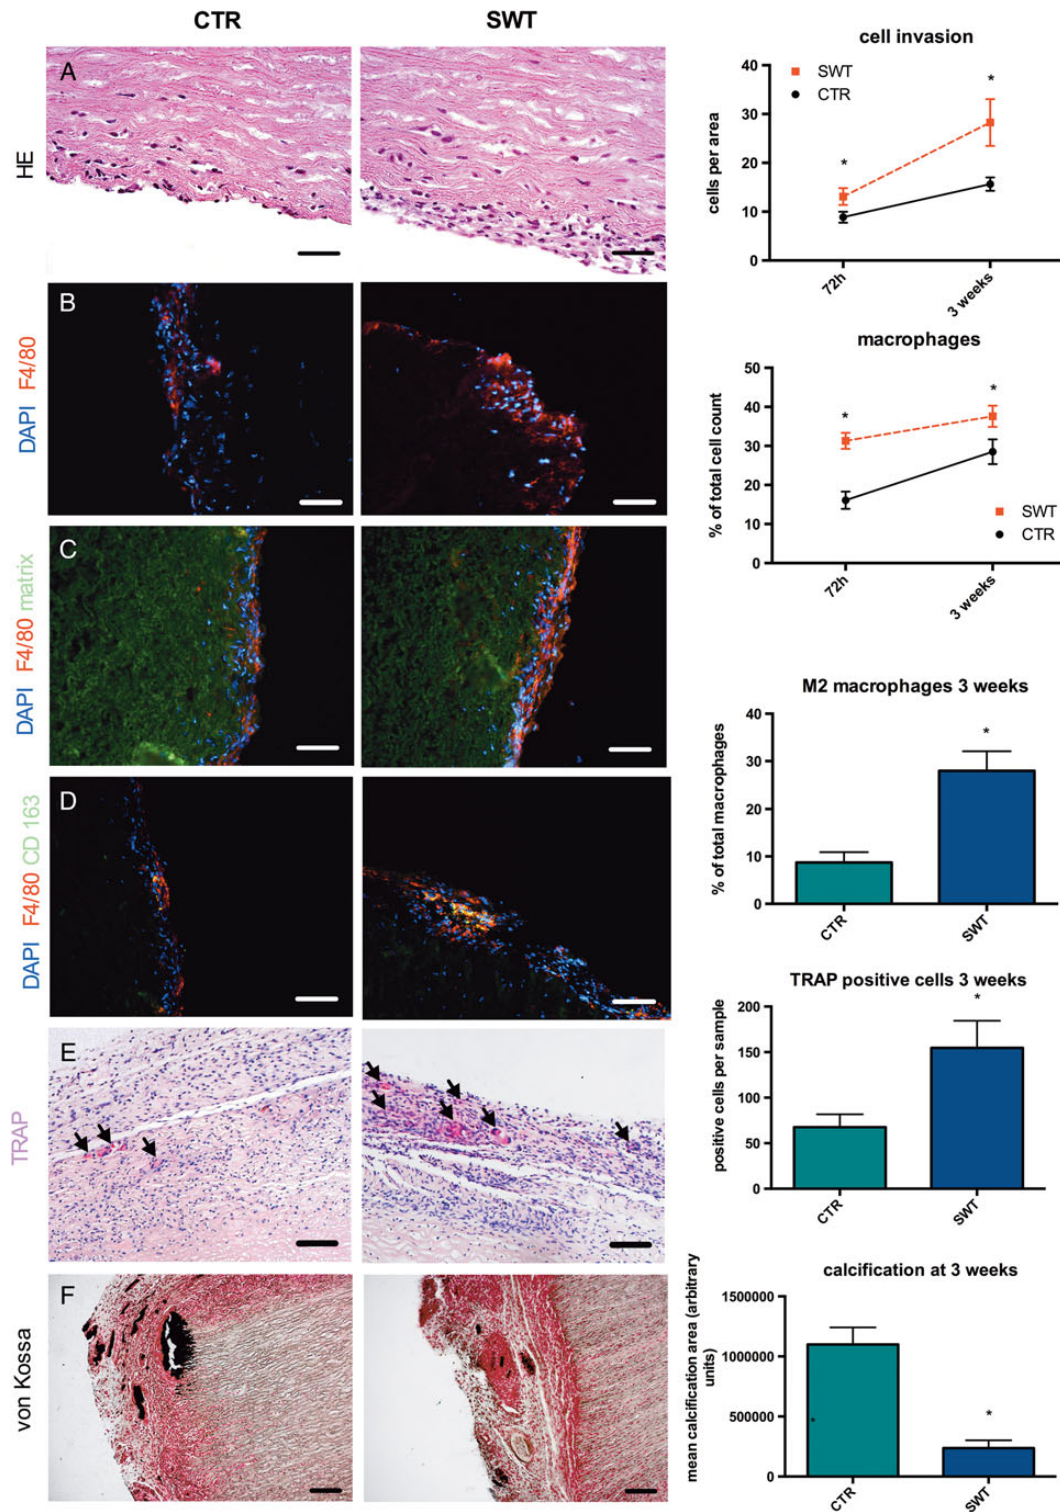 CTR
SWT
HE
A
cell invasion
cells per area
40
30
20
10
0
SWT
CTR
*
*
72h
3 weeks
DAPI F4/80
B
macrophages
% of total cell count
50
40
30
20
10
0
*
*
SWT
CTR
72h
3 weeks
DAPI F4/80 matrix
C
M2 macrophages 3 weeks
% of total macrophages
40
30
20
10
0
*
CTR
SWT
DAPI F4/80 CD 163
D
TRAP positive cells 3 weeks
positive cells per sample
200
150
100
50
0
*
CTR
SWT
TRAP
E
von Kossa
F
calcification at 3 weeks
mean calcification area (arbitrary
units)
1500000
1000000
500000
0
*
*
CTR
SWT